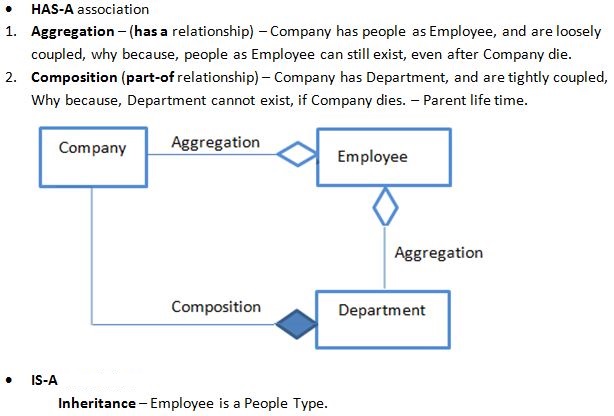 • HAS-A association
1. Aggregation – (has a relationship) – Company has people as Employee, and are loosely
coupled, why because, people as Employee can still exist, even after Company die.
2. Composition (part-of relationship) – Company has Department, and are tightly coupled,
Why because, Department cannot exist, if Company dies. – Parent life time.
Company
Aggregation
Employee
Aggregation
Composition
Department
• IS-A
Inheritance – Employee is a People Type.